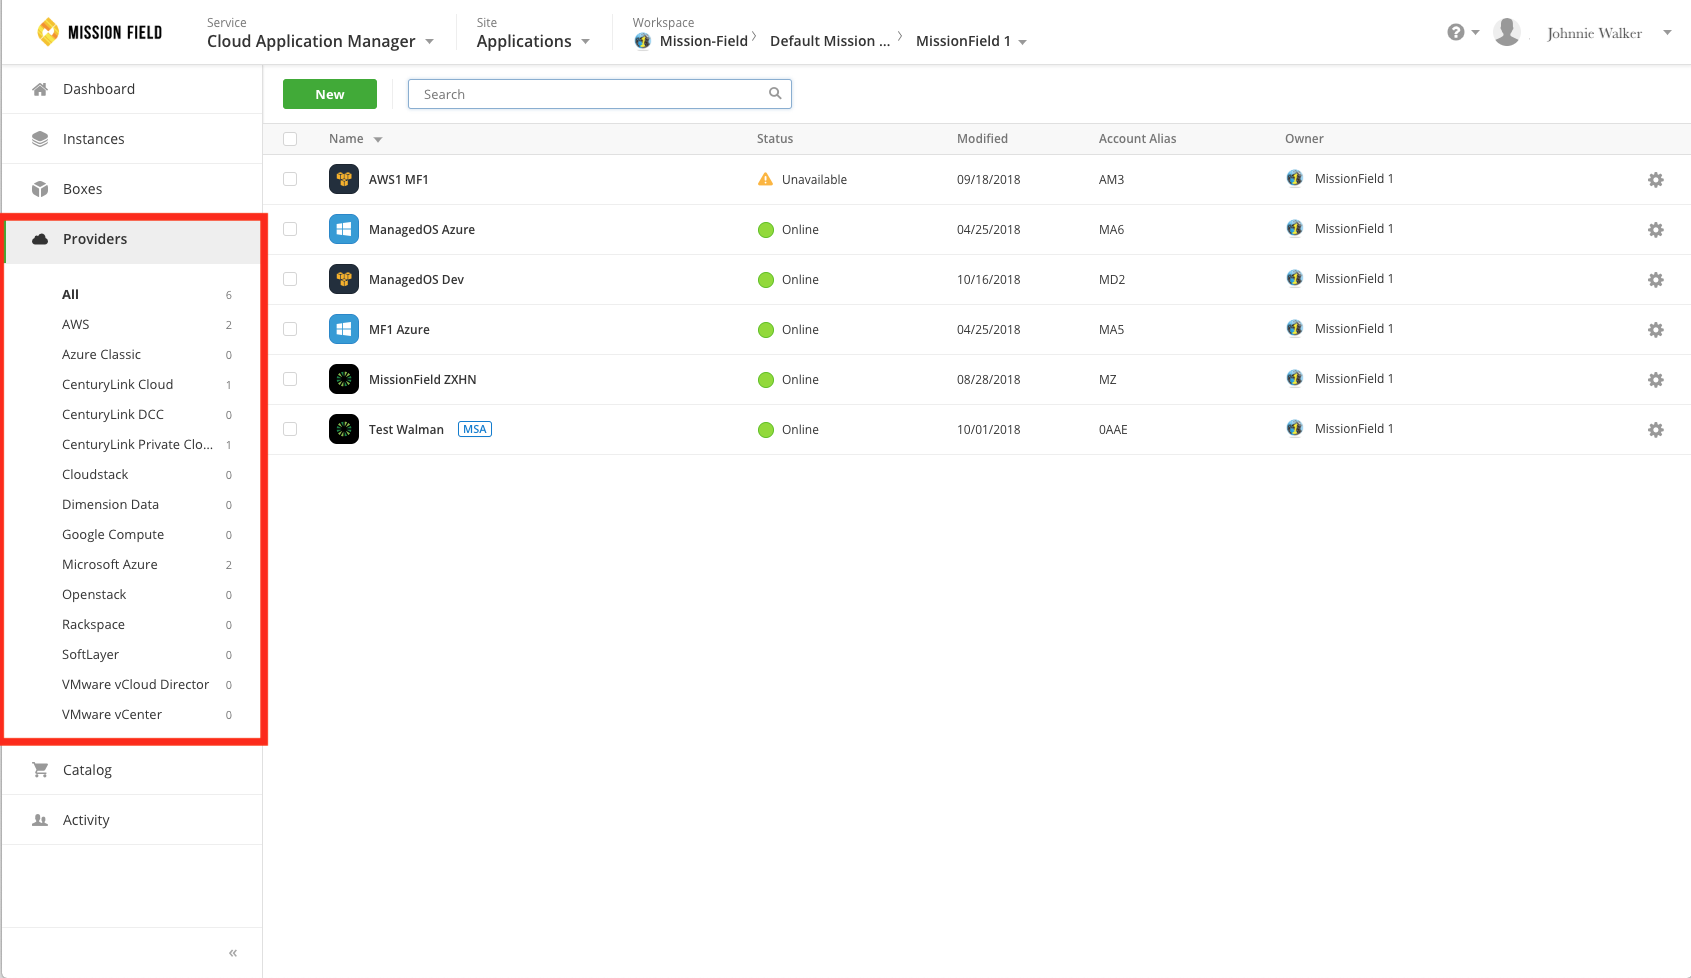 MISSION FIELD
Service
Cloud Application Manager
Site
Applications
Workspace
Mission-Field
Default Mission ...
MissionField 1
?
Johnnie Walker
Dashboard
Instances
Boxes
Providers
All 6
AWS 2
Azure Classic 0
CenturyLink Cloud 1
CenturyLink DCC 0
CenturyLink Private Clo... 1
Cloudstack 0
Dimension Data 0
Google Compute 0
Microsoft Azure 2
Openstack 0
Rackspace 0
SoftLayer 0
VMware vCloud Director 0
VMware vCenter 0
Catalog
Activity
«
New
Search
Name Status Modified Account Alias Owner
AWS1 MF1 Unavailable 09/18/2018 AM3 MissionField 1
ManagedOS Azure Online 04/25/2018 MA6 MissionField 1
ManagedOS Dev Online 10/16/2018 MD2 MissionField 1
MF1 Azure Online 04/25/2018 MA5 MissionField 1
MissionField ZXHN Online 08/28/2018 MZ MissionField 1
Test Walman MSA Online 10/01/2018 0AAE MissionField 1